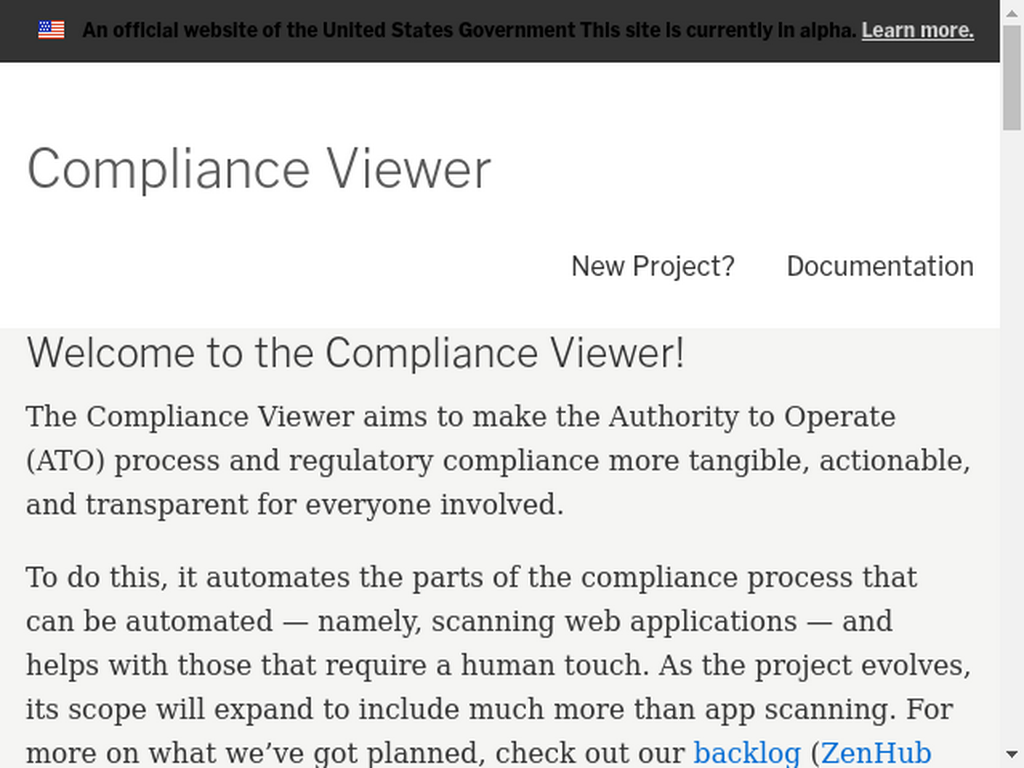 An official website of the United States Government This site is currently in alpha. Learn more.
Compliance Viewer
New Project? Documentation
Welcome to the Compliance Viewer!
The Compliance Viewer aims to make the Authority to Operate
(ATO) process and regulatory compliance more tangible, actionable,
and transparent for everyone involved.
To do this, it automates the parts of the compliance process that
can be automated — namely, scanning web applications — and
helps with those that require a human touch. As the project evolves,
its scope will expand to include much more than app scanning. For
more on what we’ve got planned, check out our backlog (ZenHub